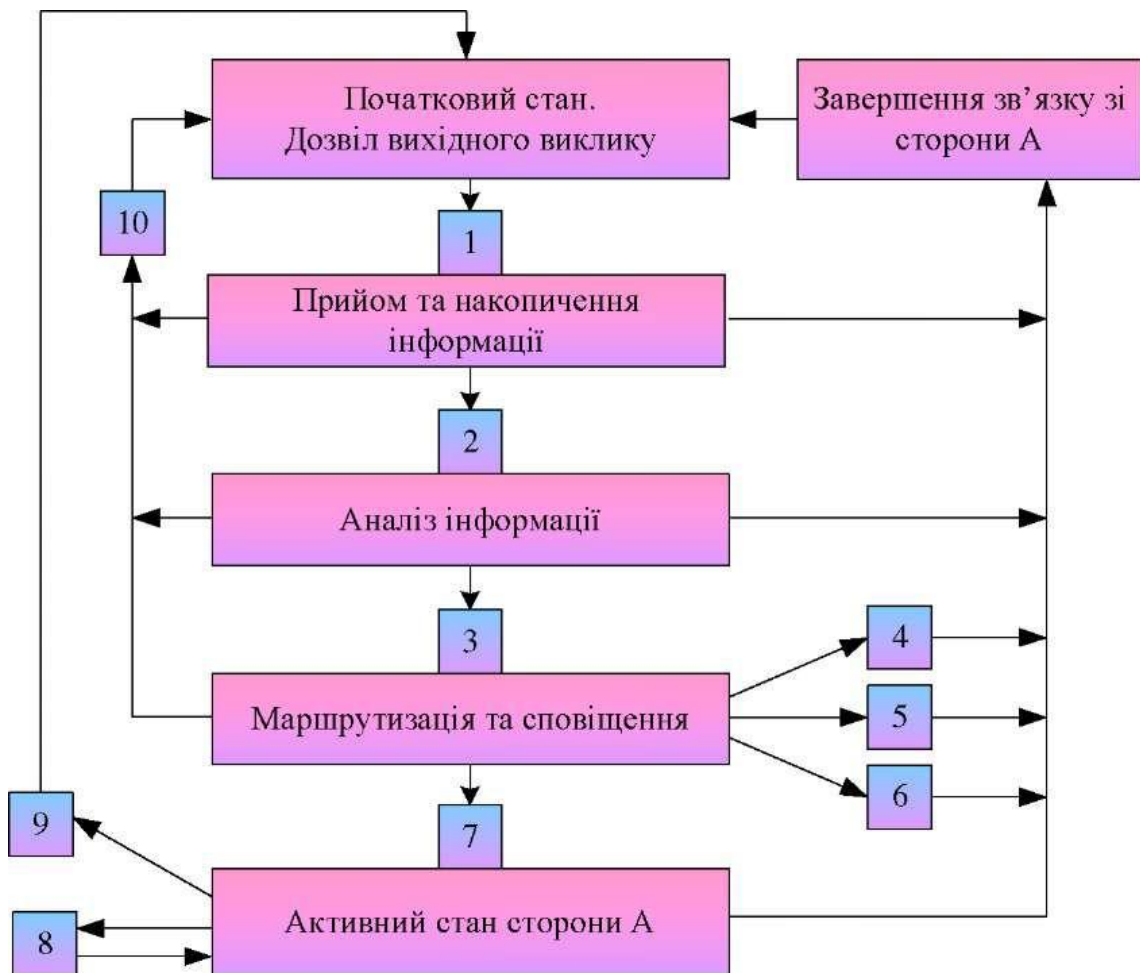 Початковий стан.
Дозвіл вихідного виклику
Завершення зв’язку зі
сторони А
10
1
Прийом та накопичення
інформації
2
Аналіз інформації
3
4
Маршрутизація та сповіщення
5
6
9
7
Активний стан сторони А
8